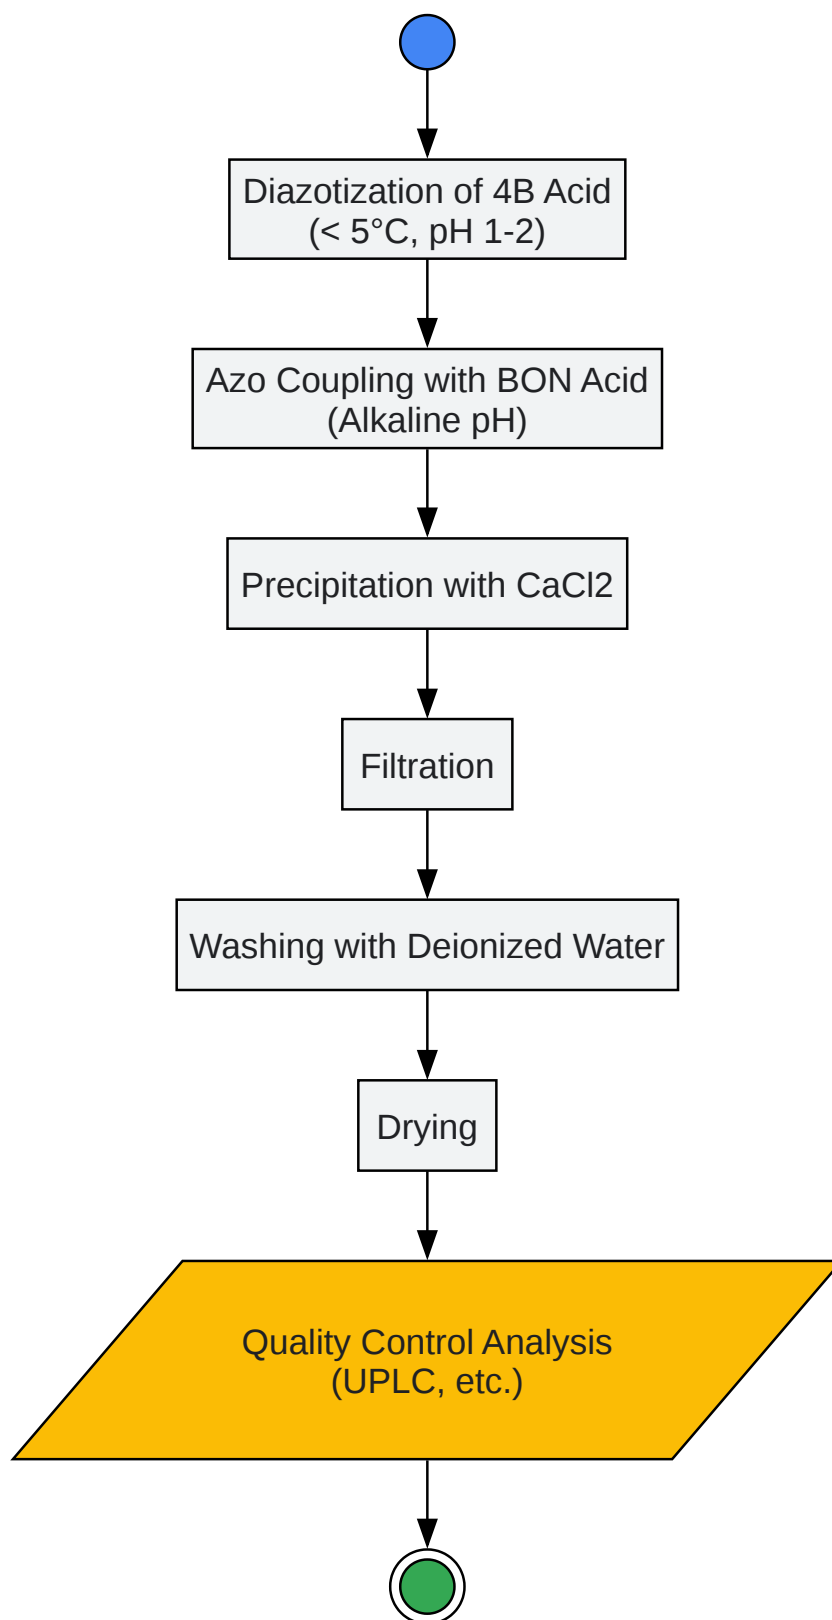 Diazotization of 4B Acid
(< 5°C, pH 1-2)
Azo Coupling with BON Acid
(Alkaline pH)
Precipitation with CaCl2
Filtration
Washing with Deionized Water
Drying
Quality Control Analysis
(UPLC, etc.)